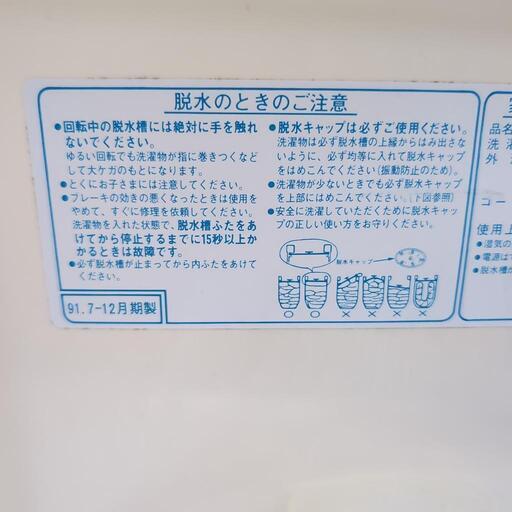 脱水のときのご注意
●回転中の脱水槽には絶対に手を触れ
ないでください。
ゆるい回転でも洗濯物が指に巻きつくなど
して大ケガのもとになります。
●とくにお子さまには注意してください。
●ブレーキの効きの悪くなったときは使用を
やめて、すぐに修理を依頼してください。
洗濯物を入れた状態で、脱水槽ふたをあ
けてから停止するまでに15秒以上か
かるときは故障です。
●必ず脱水槽が止まってから内ふたをあけて
ください。
●脱水キャップは必ずご使用ください。
洗濯物は必ず脱水槽の上縁からはみ出さな
いように、必ず均等に入れて脱水キャップ
をはめこんでください(振動防止のため)。
●洗濯物が少ないときでも必ず脱水キャップ
を上部にはめこんでください。(下図参照)
●安全に洗濯していただくために脱水キャッ
プの正しい使い方をお守りください。
脱水キャップ
○ ○ × × × ×
91.7-12月期製
品名
洗濯
外
コー
使用上
●湿気の
●電源は
●脱水槽が